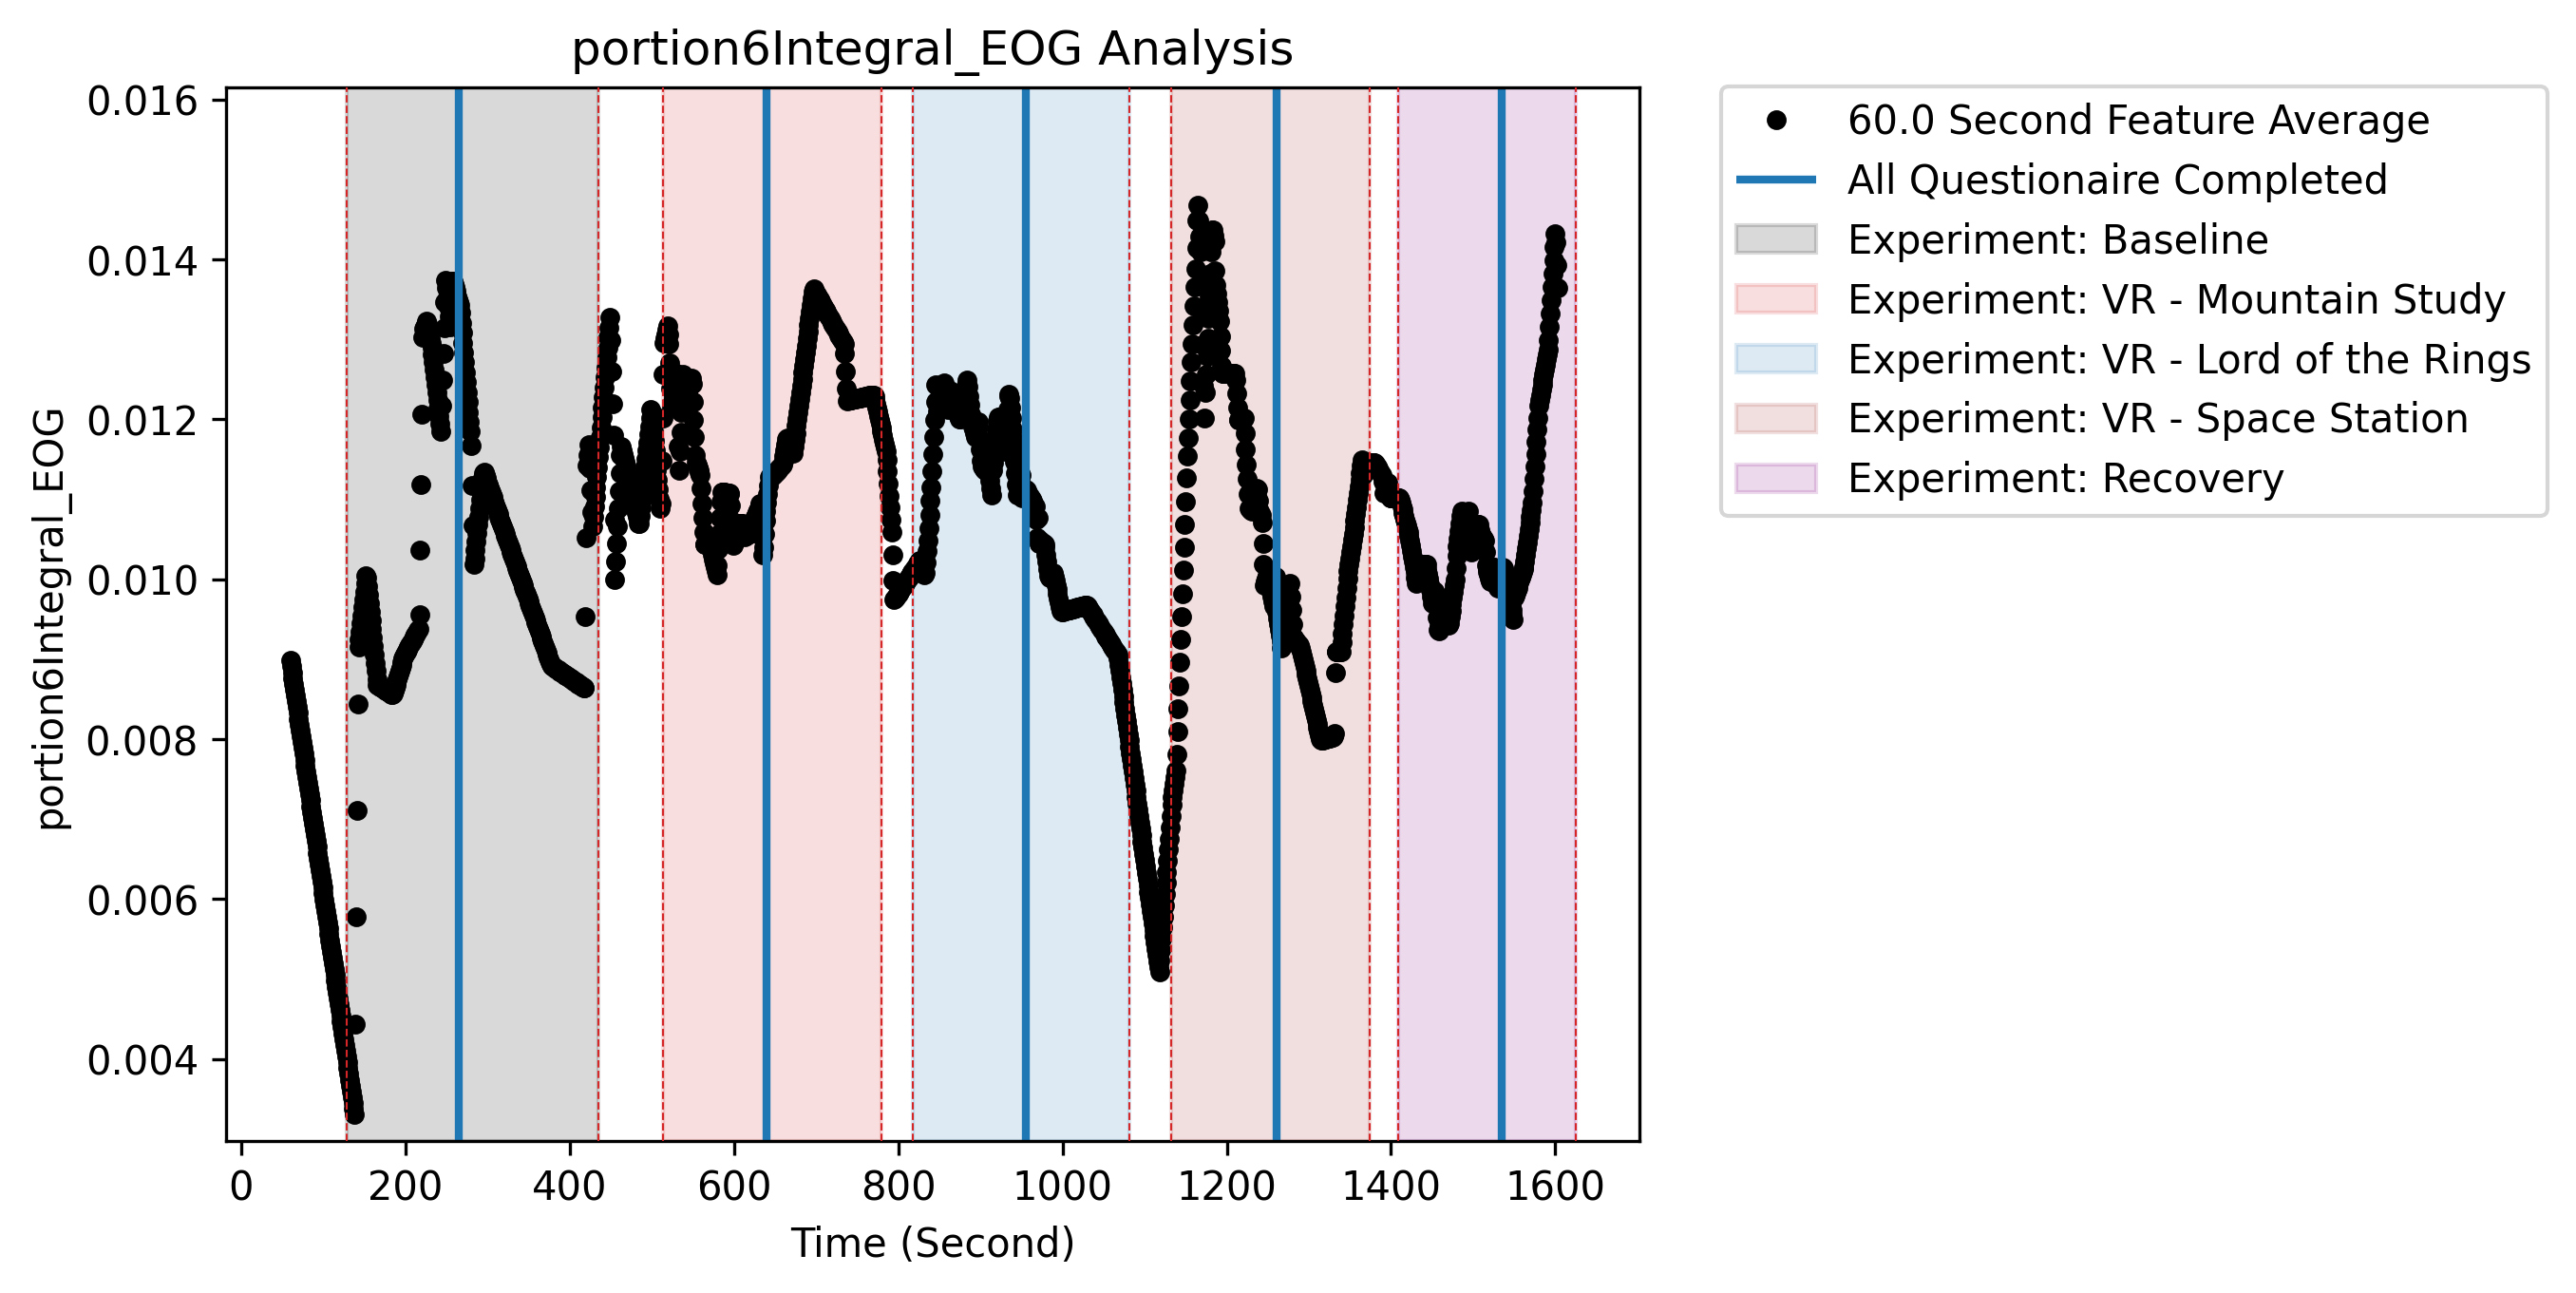 portion6Integral_EOG Analysis
0.016
0.014
0.012
0.010
0.008
0.006
0.004
portion6Integral_EOG
0 200 400 600 800 1000 1200 1400 1600
Time (Second)
60.0 Second Feature Average
All Questionaire Completed
Experiment: Baseline
Experiment: VR - Mountain Study
Experiment: VR - Lord of the Rings
Experiment: VR - Space Station
Experiment: Recovery